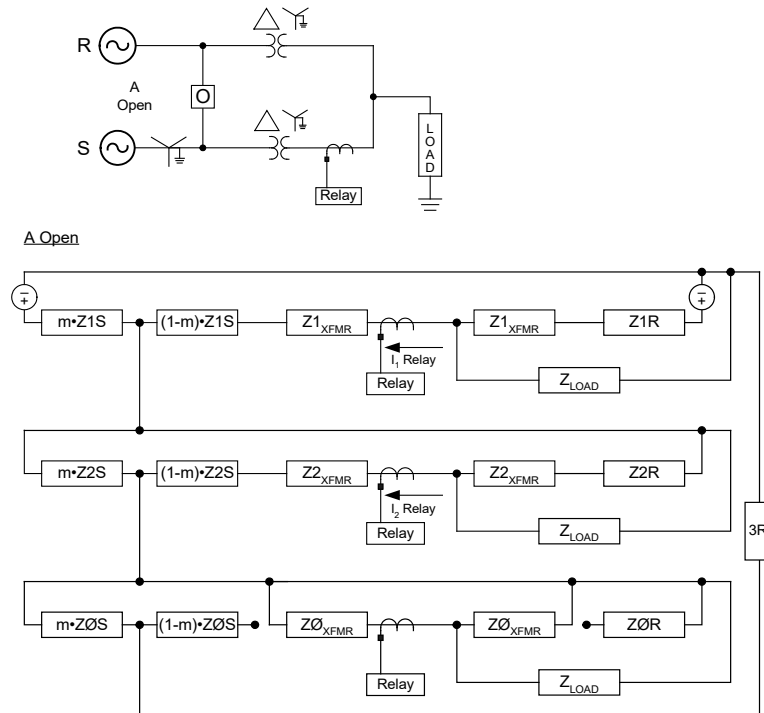 R
A
Open
O
S
Relay
LOAD
A Open
m•Z1S
(1-m)•Z1S
Z1XFMR
Z1XFMR
Z1R
I1 Relay
Relay
ZLOAD
m•Z2S
(1-m)•Z2S
Z2XFMR
Z2XFMR
Z2R
I2 Relay
Relay
ZLOAD
3R
m•ZØS
(1-m)•ZØS
ZØXFMR
ZØXFMR
ZØR
Relay
ZLOAD